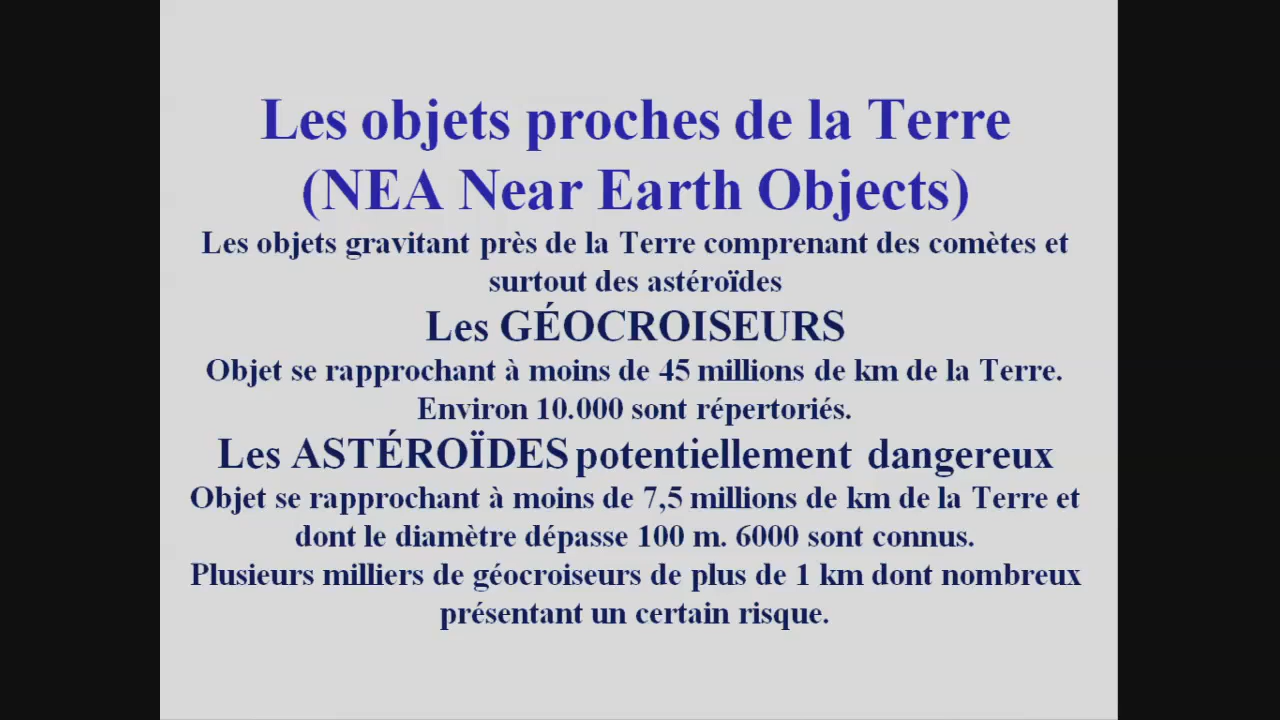 Les objets proches de la Terre
(NEA Near Earth Objects)
Les objets gravitant près de la Terre comprenant des comètes et
surtout des astéroïdes
Les GÉOCROISEURS
Objet se rapprochant à moins de 45 millions de km de la Terre.
Environ 10.000 sont répertoriés.
Les ASTÉROÏDES potentiellement dangereux
Objet se rapprochant à moins de 7,5 millions de km de la Terre et
dont le diamètre dépasse 100 m. 6000 sont connus.
Plusieurs milliers de géocroiseurs de plus de 1 km dont nombreux
présentant un certain risque.